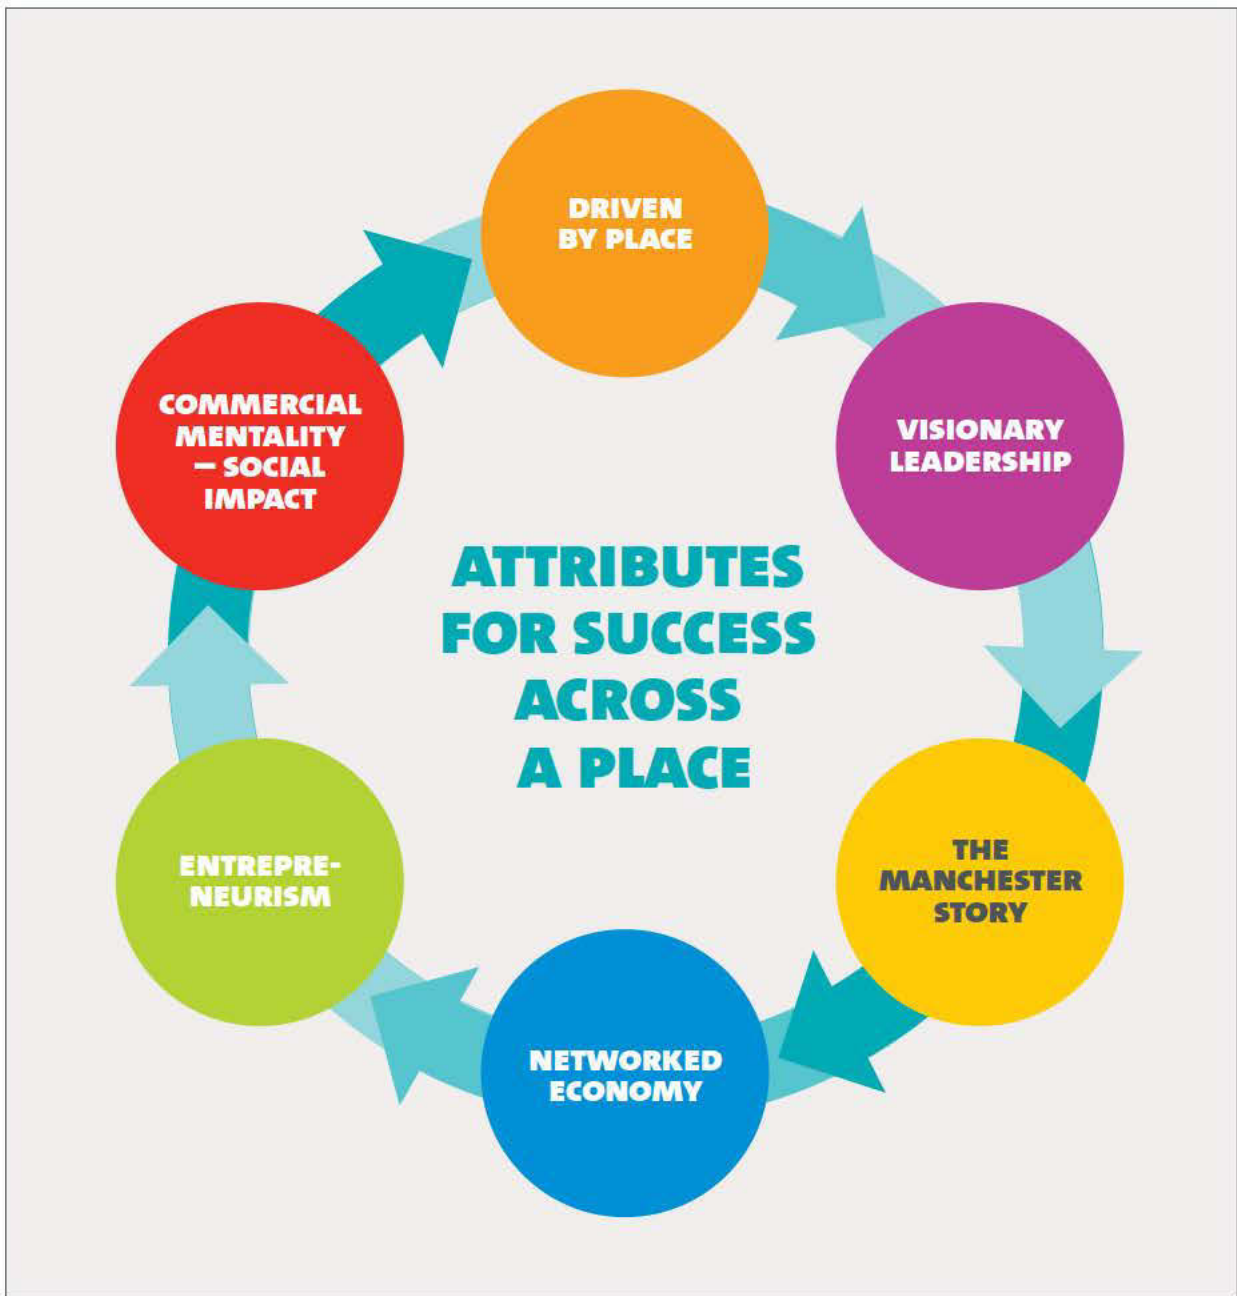 DRIVEN
BY PLACE
VISIONARY
LEADERSHIP
THE
MANCHESTER
STORY
NETWORKED
ECONOMY
ENTREPRE-
NEURISM
COMMERCIAL
MENTALITY
– SOCIAL
IMPACT
ATTRIBUTES
FOR SUCCESS
ACROSS
A PLACE